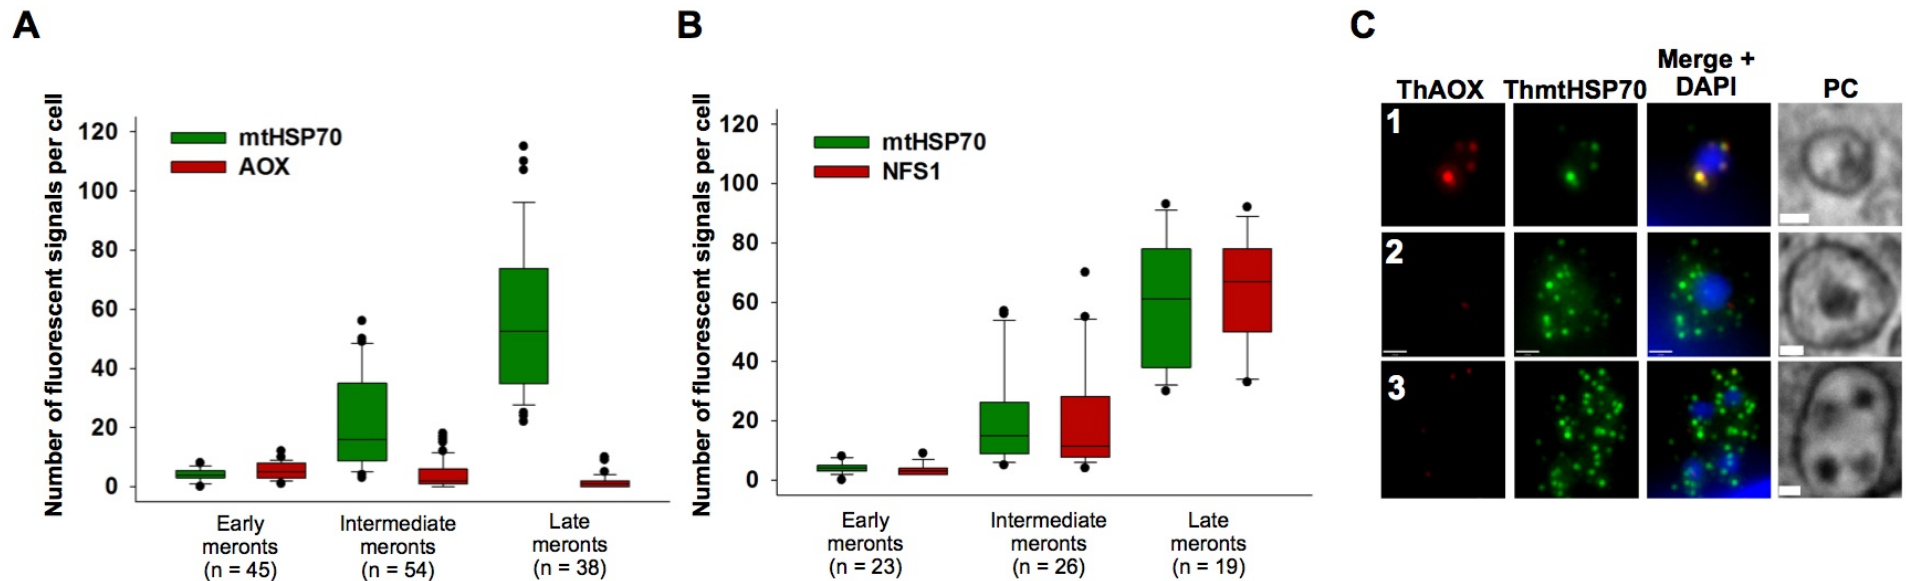 A
Number of fluorescent signals per cell
120
100
80
60
40
20
0
mtHSP70
AOX
Early
meronts
(n = 45)
Intermediate
meronts
(n = 54)
Late
meronts
(n = 38)
B
Number of fluorescent signals per cell
120
100
80
60
40
20
0
mtHSP70
NFS1
Early
meronts
(n = 23)
Intermediate
meronts
(n = 26)
Late
meronts
(n = 19)
C
ThAOX
ThmtHSP70
Merge +
DAPI
PC
1
2
3